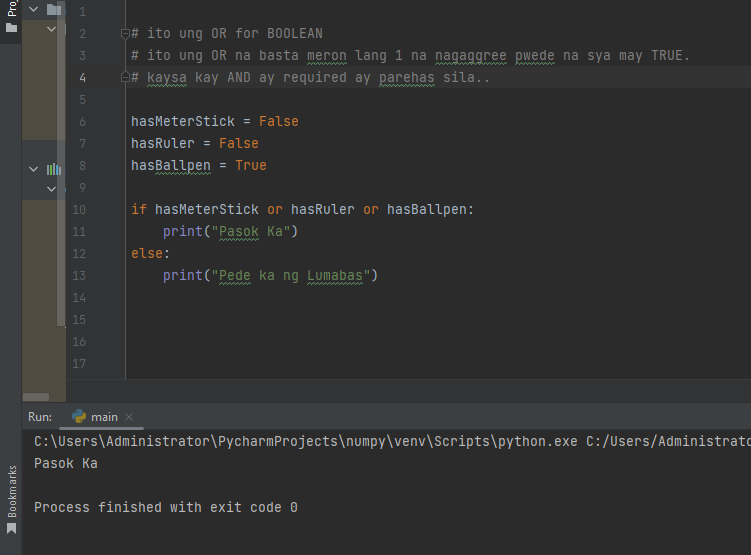 Proj
1
2 # ito ung OR for BOOLEAN
3 # ito ung OR na basta meron lang 1 na nagaggree pwede na sya may TRUE.
4 # kaysa kay AND ay required ay parehas sila..
5
6 hasMeterStick = False
7 hasRuler = False
8 hasBallpen = True
9
10 if hasMeterStick or hasRuler or hasBallpen:
11     print("Pasok Ka")
12 else:
13     print("Pede ka ng Lumabas")
14
15
16
17
Run: main
C:\Users\Administrator\PycharmProjects\numpy\venv\Scripts\python.exe C:/Users/Administrato
Pasok Ka
Process finished with exit code 0
Bookmarks